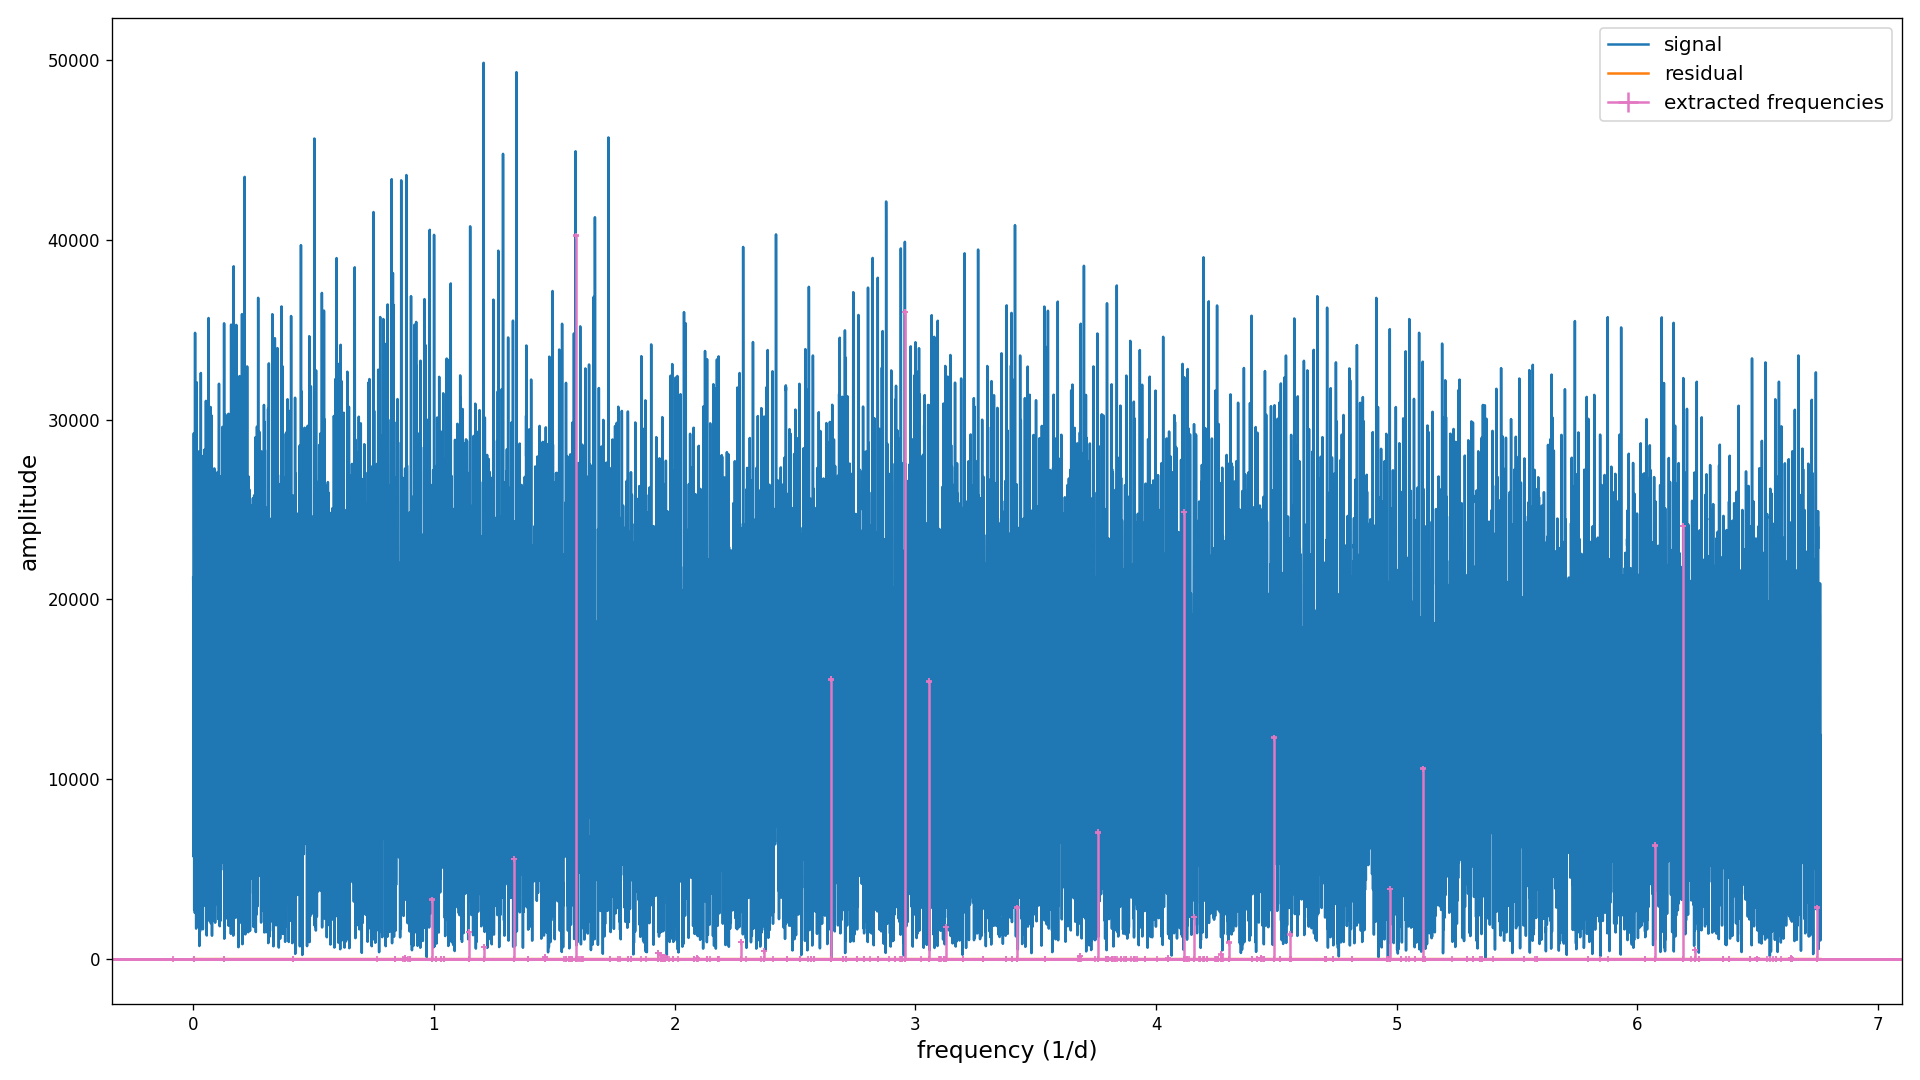 50000
40000
30000
20000
10000
0
amplitude
signal
residual
extracted frequencies
0 1 2 3 4 5 6 7
frequency (1/d)